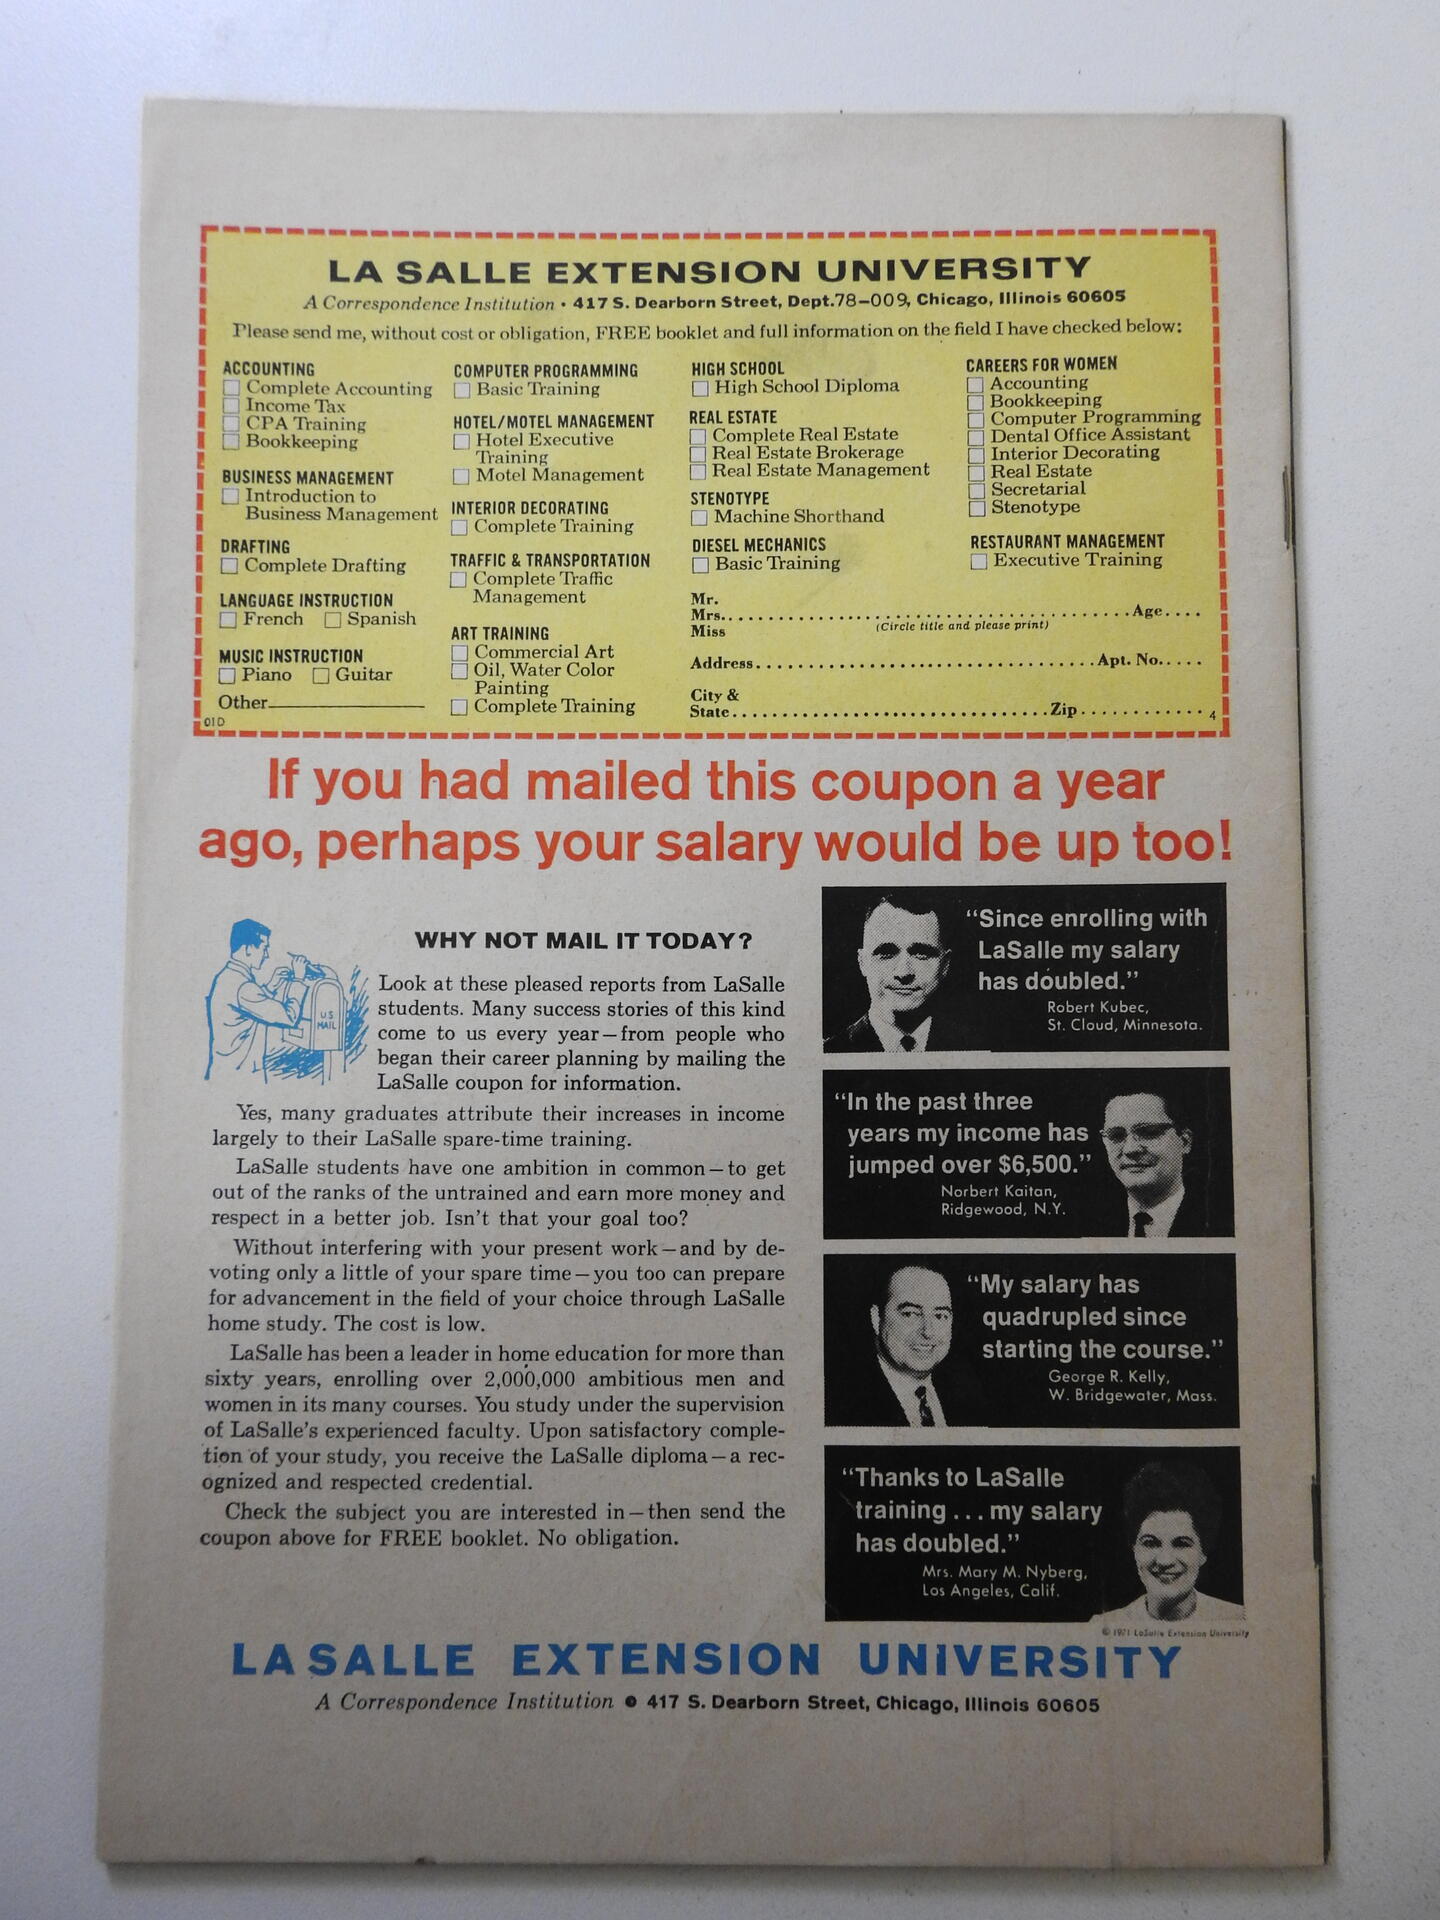 LA SALLE EXTENSION UNIVERSITY
A Correspondence Institution • 417 S. Dearborn Street, Dept. 78-009, Chicago, Illinois 60605
Please send me, without cost or obligation, FREE booklet and full information on the field I have checked below:
ACCOUNTING
Complete Accounting
Income Tax
CPA Training
Bookkeeping
BUSINESS MANAGEMENT
Introduction to
Business Management
DRAFTING
Complete Drafting
LANGUAGE INSTRUCTION
French Spanish
MUSIC INSTRUCTION
Piano Guitar
Other
01D
COMPUTER PROGRAMMING
Basic Training
HOTEL/MOTEL MANAGEMENT
Hotel Executive
Training
Motel Management
INTERIOR DECORATING
Complete Training
TRAFFIC & TRANSPORTATION
Complete Traffic
Management
ART TRAINING
Commercial Art
Oil, Water Color
Painting
Complete Training
HIGH SCHOOL
High School Diploma
REAL ESTATE
Complete Real Estate
Real Estate Brokerage
Real Estate Management
STENOTYPE
Machine Shorthand
DIESEL MECHANICS
Basic Training
CAREERS FOR WOMEN
Accounting
Bookkeeping
Computer Programming
Dental Office Assistant
Interior Decorating
Real Estate
Secretarial
Stenotype
RESTAURANT MANAGEMENT
Executive Training
Mr.
Mrs. Age
Miss (Circle title and please print)
Address Apt. No.
City &
State Zip 4
If you had mailed this coupon a year
ago, perhaps your salary would be up too!
WHY NOT MAIL IT TODAY?
U S
MAIL
Look at these pleased reports from LaSalle
students. Many success stories of this kind
come to us every year—from people who
began their career planning by mailing the
LaSalle coupon for information.
Yes, many graduates attribute their increases in income
largely to their LaSalle spare-time training.
LaSalle students have one ambition in common—to get
out of the ranks of the untrained and earn more money and
respect in a better job. Isn't that your goal too?
Without interfering with your present work—and by de-
voting only a little of your spare time—you too can prepare
for advancement in the field of your choice through LaSalle
home study. The cost is low.
LaSalle has been a leader in home education for more than
sixty years, enrolling over 2,000,000 ambitious men and
women in its many courses. You study under the supervision
of LaSalle's experienced faculty. Upon satisfactory comple-
tion of your study, you receive the LaSalle diploma—a rec-
ognized and respected credential.
Check the subject you are interested in—then send the
coupon above for FREE booklet. No obligation.
"Since enrolling with
LaSalle my salary
has doubled."
Robert Kubec,
St. Cloud, Minnesota.
"In the past three
years my income has
jumped over $6,500."
Norbert Kaitan,
Ridgewood, N.Y.
"My salary has
quadrupled since
starting the course."
George R. Kelly,
W. Bridgewater, Mass.
"Thanks to LaSalle
training . . . my salary
has doubled."
Mrs. Mary M. Nyberg,
Los Angeles, Calif.
© 1971 LaSalle Extension University
LASALLE EXTENSION UNIVERSITY
A Correspondence Institution • 417 S. Dearborn Street, Chicago, Illinois 60605